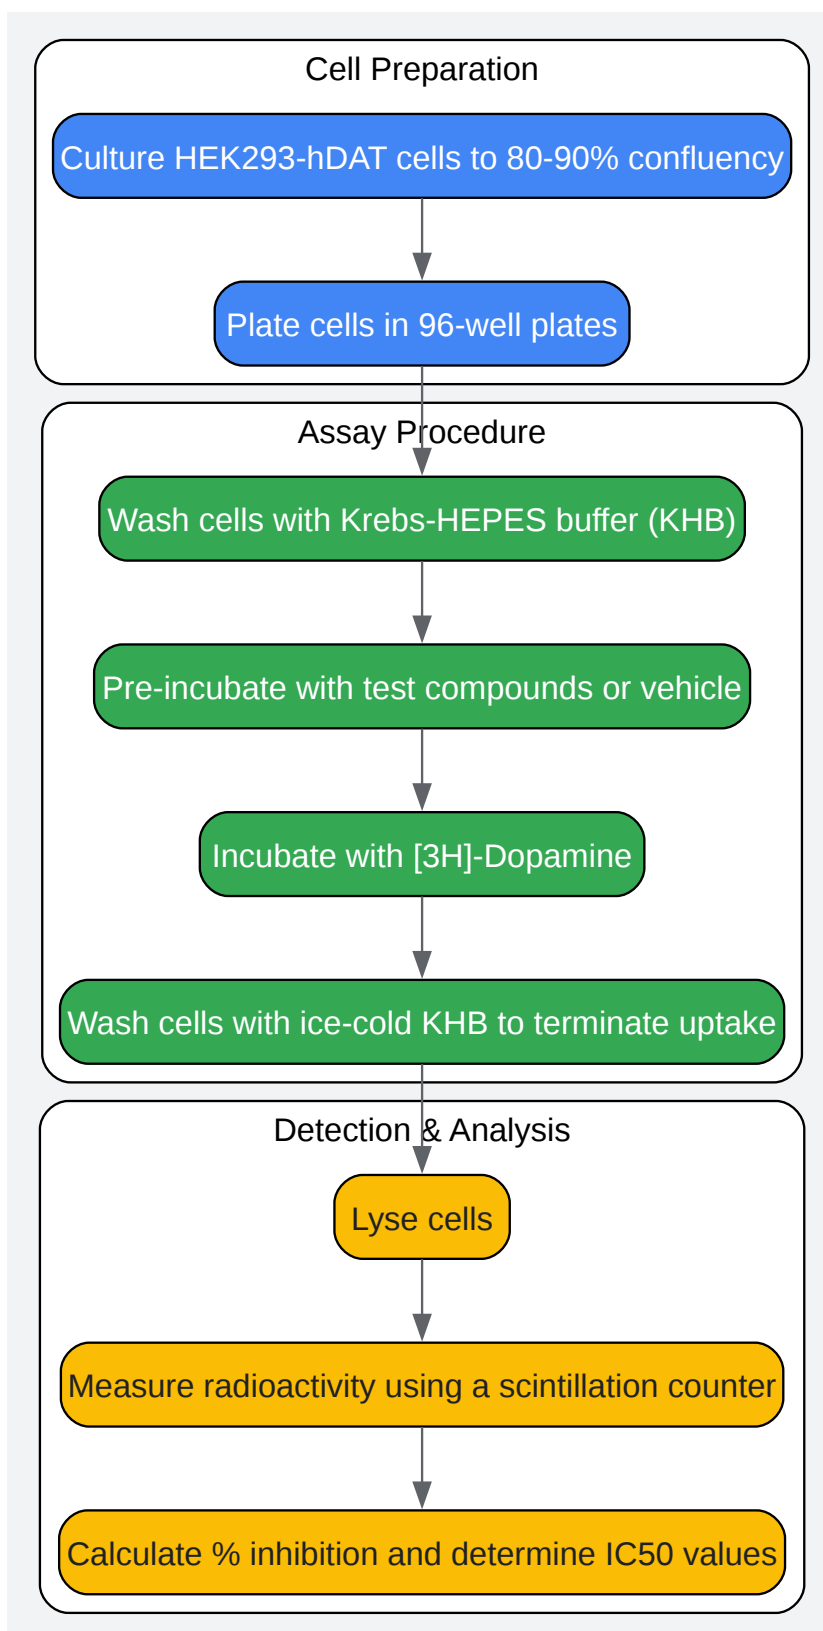 Cell Preparation
Culture HEK293-hDAT cells to 80-90% confluency
Plate cells in 96-well plates
Assay Procedure
Wash cells with Krebs-HEPES buffer (KHB)
Pre-incubate with test compounds or vehicle
Incubate with [3H]-Dopamine
Wash cells with ice-cold KHB to terminate uptake
Detection & Analysis
Lyse cells
Measure radioactivity using a scintillation counter
Calculate % inhibition and determine IC50 values